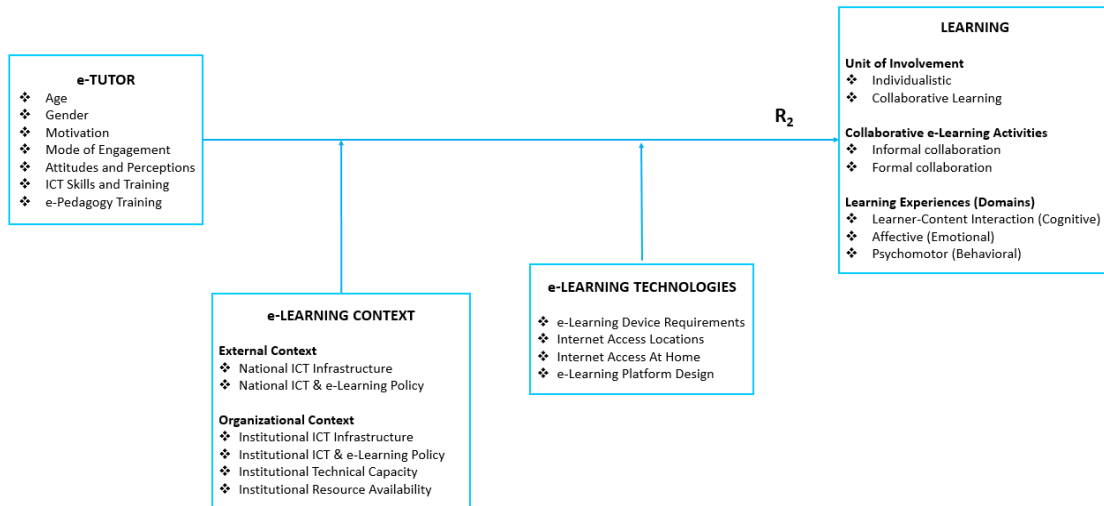 e-TUTOR
❖ Age
❖ Gender
❖ Motivation
❖ Mode of Engagement
❖ Attitudes and Perceptions
❖ ICT Skills and Training
❖ e-Pedagogy Training
R2
LEARNING
Unit of Involvement
❖ Individualistic
❖ Collaborative Learning
Collaborative e-Learning Activities
❖ Informal collaboration
❖ Formal collaboration
Learning Experiences (Domains)
❖ Learner-Content Interaction (Cognitive)
❖ Affective (Emotional)
❖ Psychomotor (Behavioral)
e-LEARNING CONTEXT
External Context
❖ National ICT Infrastructure
❖ National ICT & e-Learning Policy
Organizational Context
❖ Institutional ICT Infrastructure
❖ Institutional ICT & e-Learning Policy
❖ Institutional Technical Capacity
❖ Institutional Resource Availability
e-LEARNING TECHNOLOGIES
❖ e-Learning Device Requirements
❖ Internet Access Locations
❖ Internet Access At Home
❖ e-Learning Platform Design